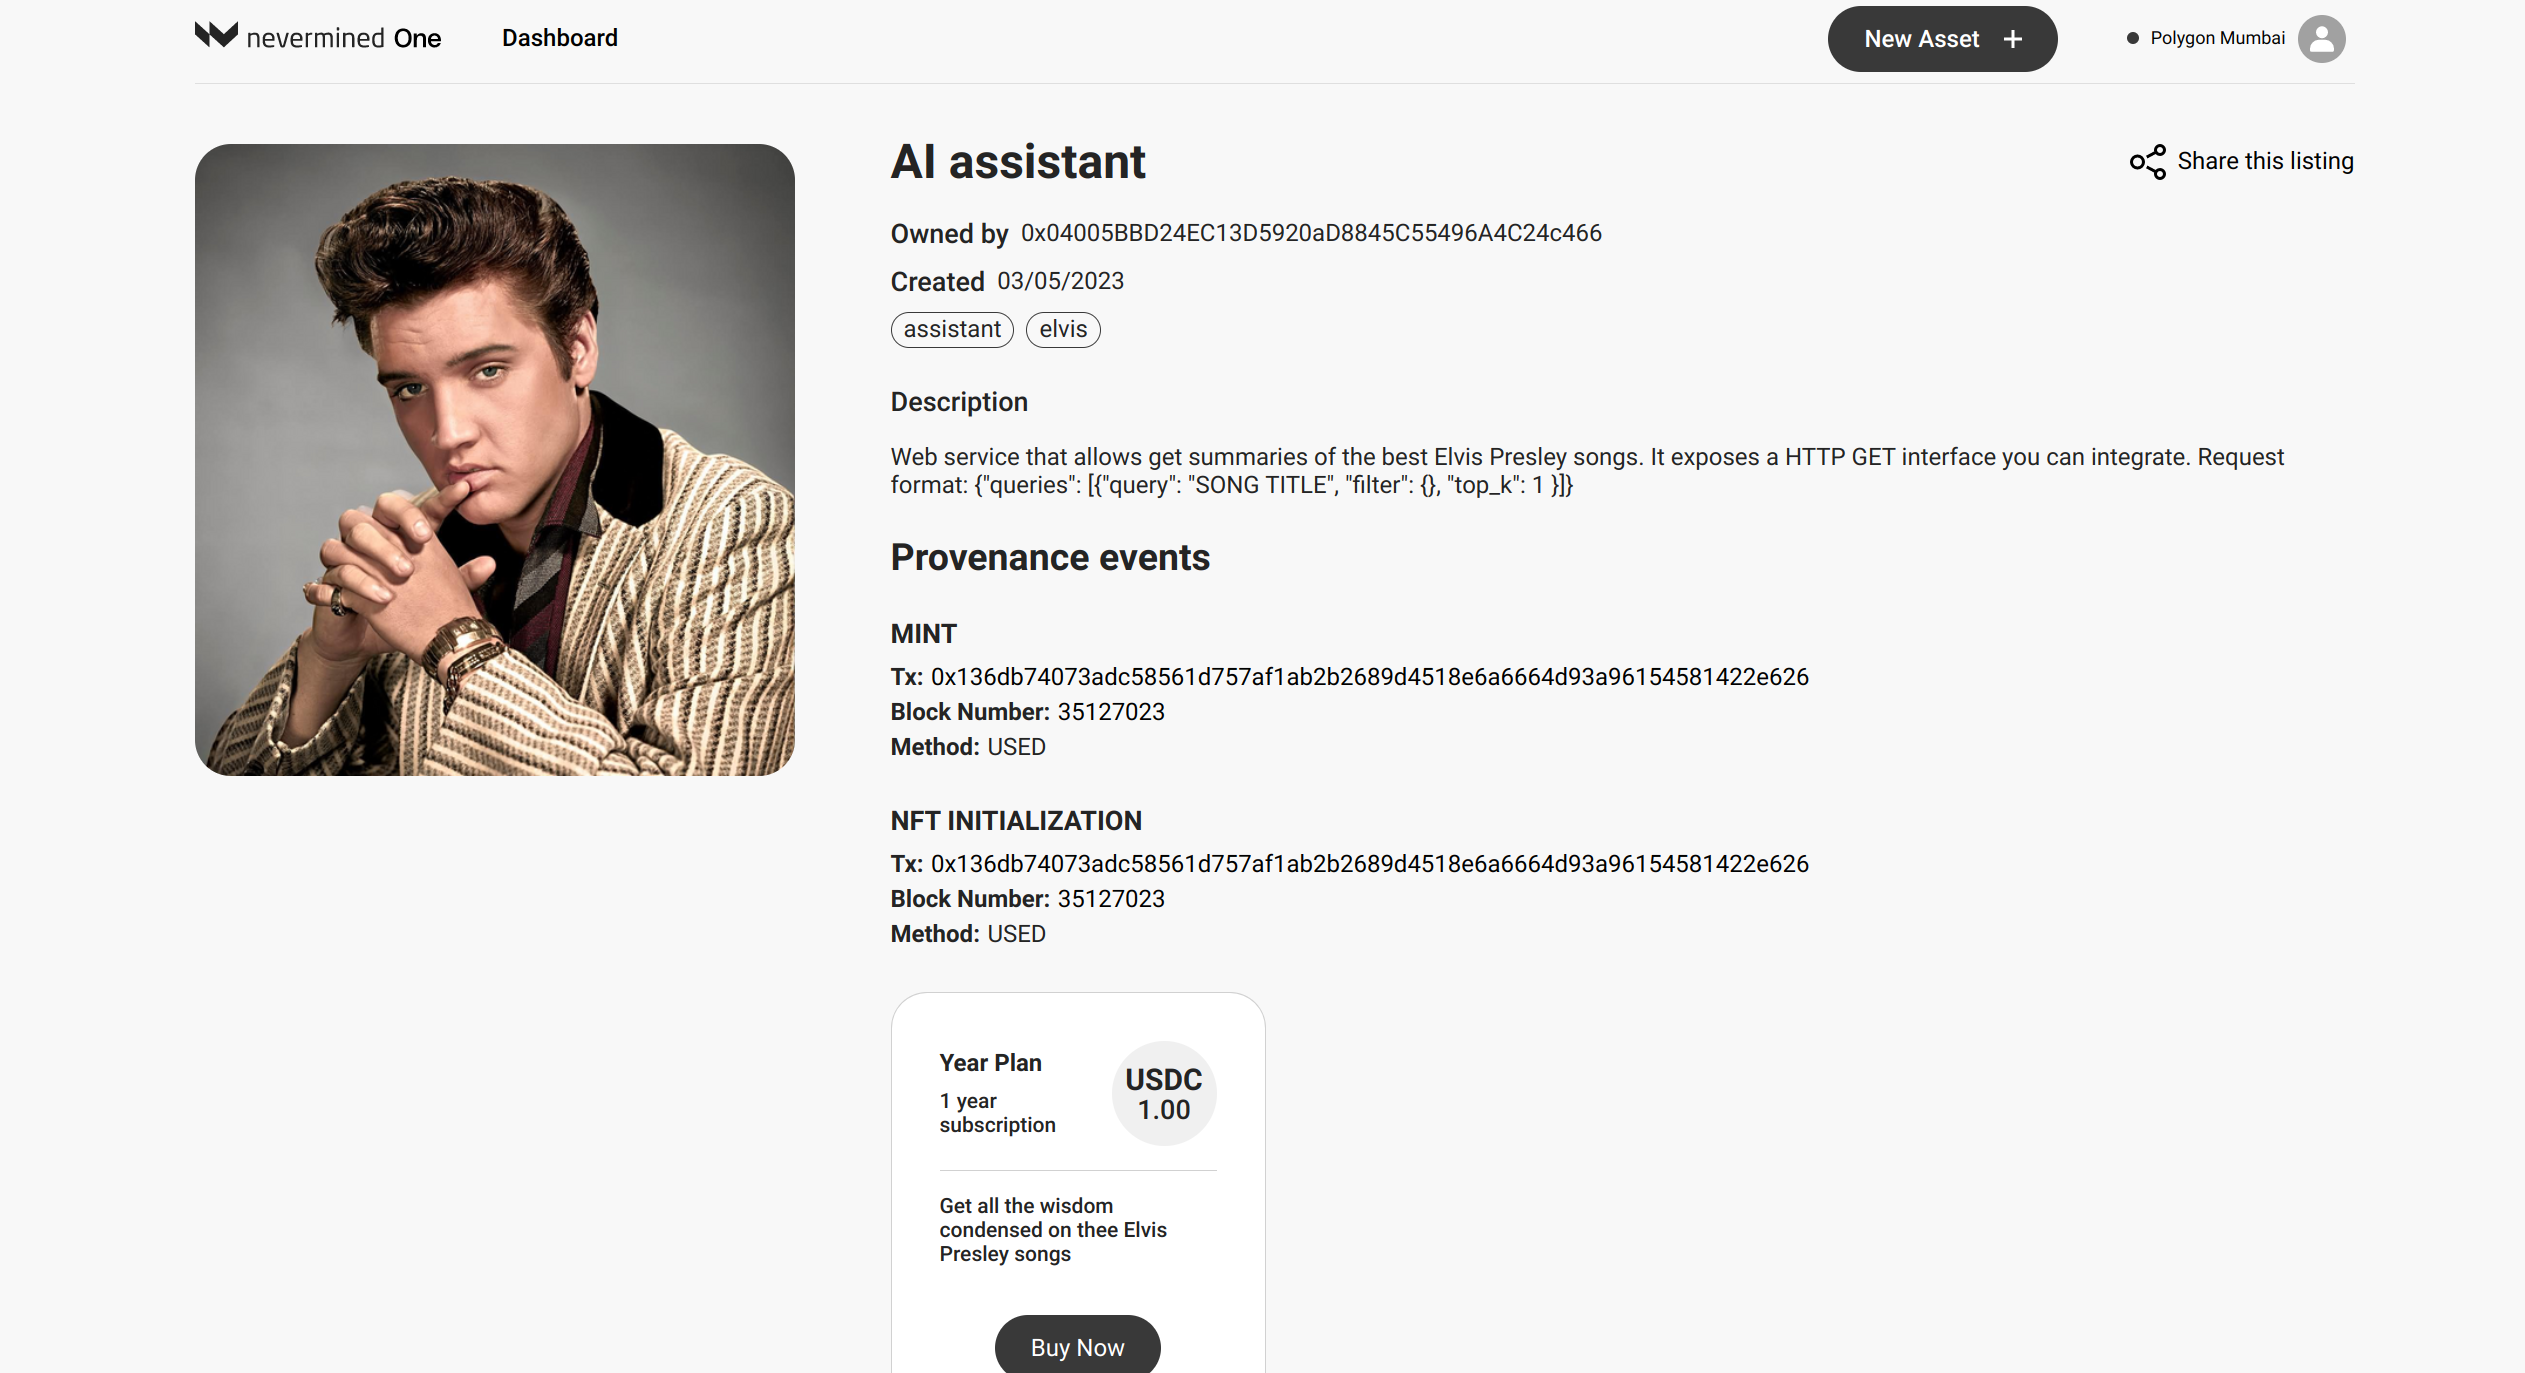 nevermined One
Dashboard
New Asset +
Polygon Mumbai
AI assistant
Share this listing
Owned by 0x04005BBD24EC13D5920aD8845C55496A4C24c466
Created 03/05/2023
assistant elvis
Description
Web service that allows get summaries of the best Elvis Presley songs. It exposes a HTTP GET interface you can integrate. Request
format: {"queries": [{"query": "SONG TITLE", "filter": {}, "top_k": 1 }]}
Provenance events
MINT
Tx: 0x136db74073adc58561d757af1ab2b2689d4518e6a6664d93a96154581422e626
Block Number: 35127023
Method: USED
NFT INITIALIZATION
Tx: 0x136db74073adc58561d757af1ab2b2689d4518e6a6664d93a96154581422e626
Block Number: 35127023
Method: USED
Year Plan
1 year
subscription
USDC
1.00
Get all the wisdom
condensed on thee Elvis
Presley songs
Buy Now